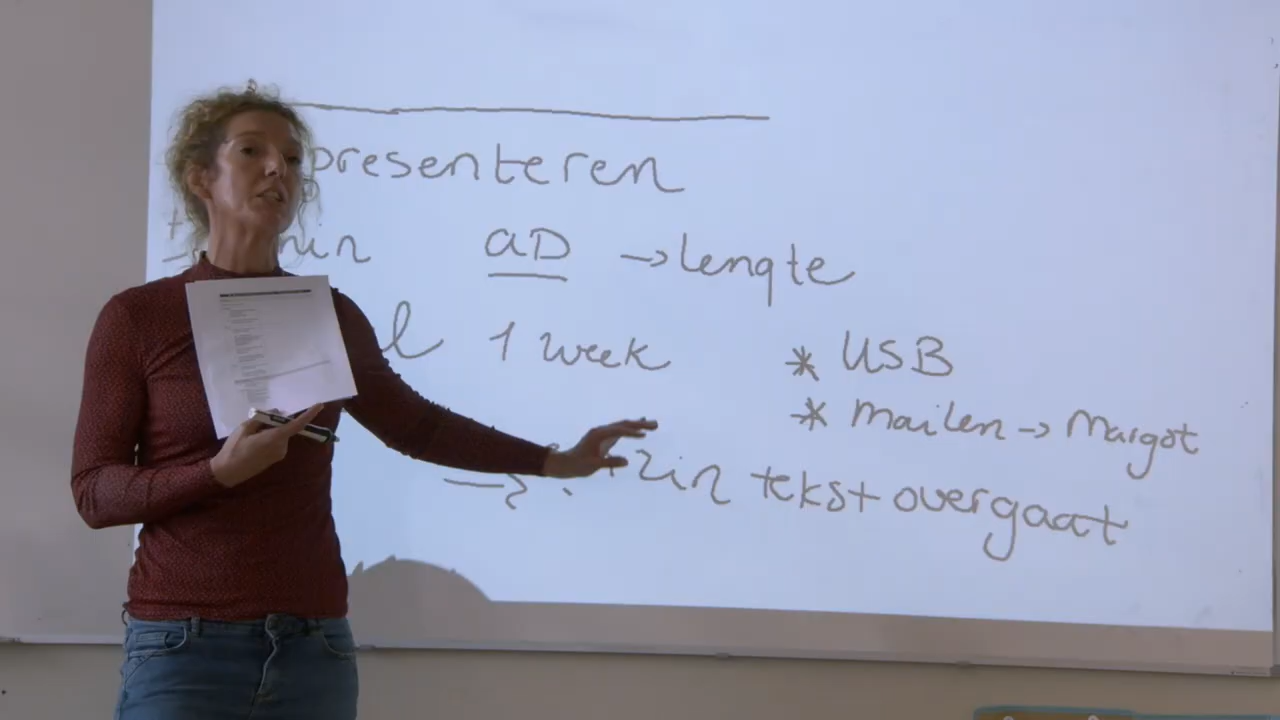 presenteren
min aD → lengte
1 week * USB
* mailen → Margot
→ zin tekst overgaat